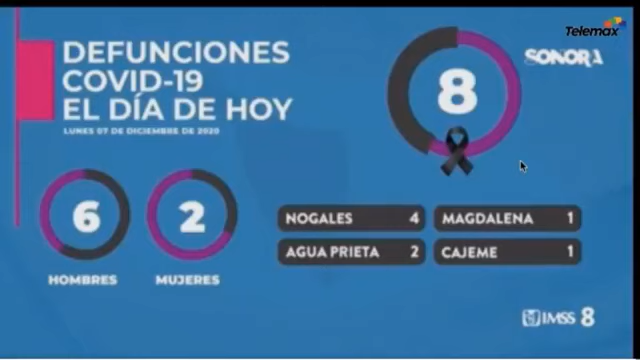 Telemax
DEFUNCIONES
COVID-19
EL DÍA DE HOY
LUNES 07 DE DICIEMBRE DE 2020
8
SONORA
6
HOMBRES
2
MUJERES
NOGALES 4
MAGDALENA 1
AGUA PRIETA 2
CAJEME 1
IMSS 8